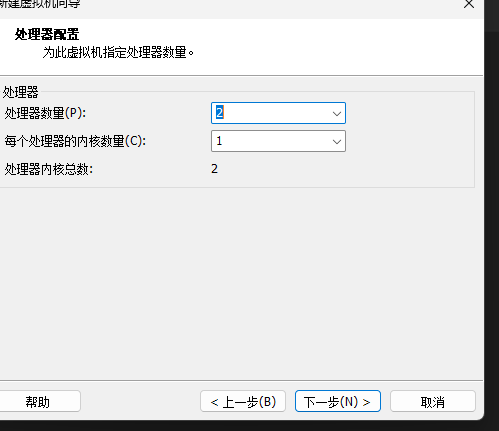 新建虚拟机向导
处理器配置
为此虚拟机指定处理器数量。
处理器
处理器数量(P): 2
每个处理器的内核数量(C): 1
处理器内核总数: 2
帮助 < 上一步(B) 下一步(N) > 取消